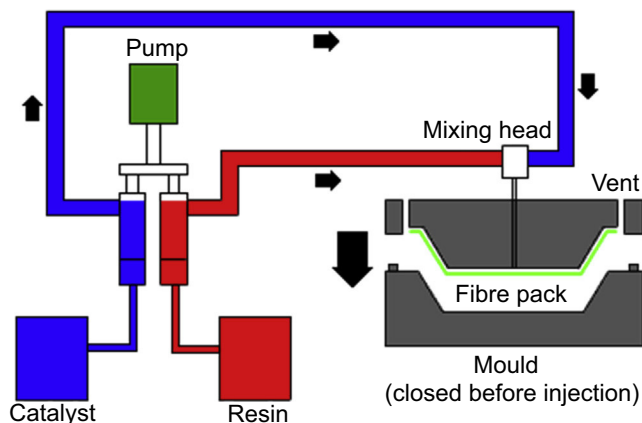 Pump
Mixing head
Vent
Fibre pack
Mould
(closed before injection)
Catalyst
Resin